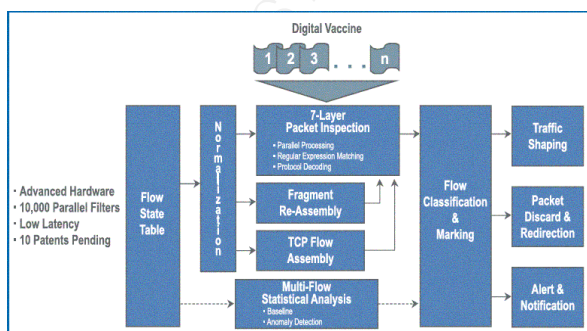 Digital Vaccine
1 2 3 . . . n
7-Layer
Packet Inspection
• Parallel Processing
• Regular Expression Matching
• Protocol Decoding
Normalization
Fragment
Re-Assembly
TCP Flow
Assembly
Multi-Flow
Statistical Analysis
• Baseline
• Anomaly Detection
• Advanced Hardware
• 10,000 Parallel Filters
• Low Latency
• 10 Patents Pending
Flow
State
Table
Flow
Classification
&
Marking
Traffic
Shaping
Packet
Discard &
Redirection
Alert &
Notification